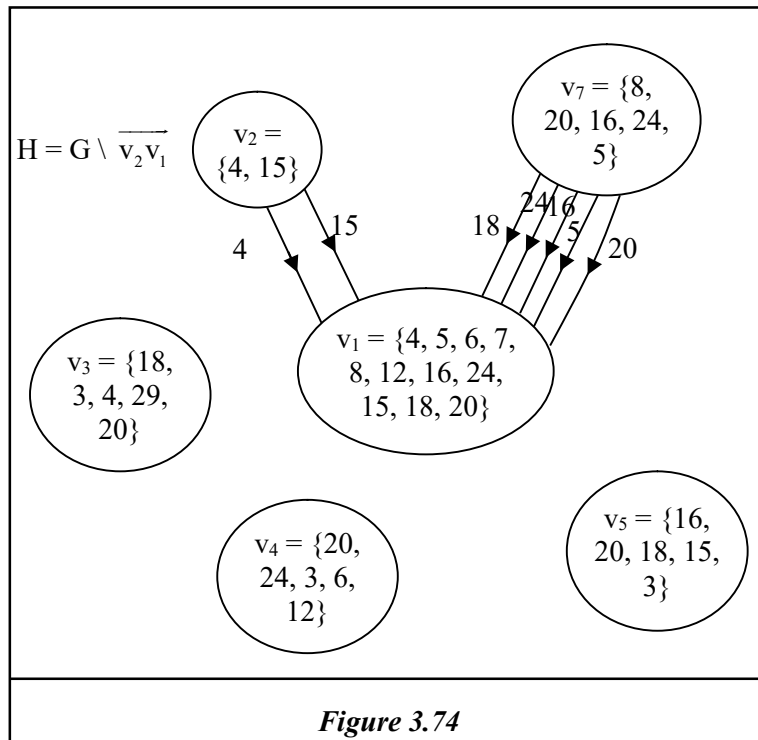 H = G \ v₂v₁
v₂ =
{4, 15}
v₇ = {8,
20, 16, 24,
5}
4
15
18
24
16
5
20
v₁ = {4, 5, 6, 7,
8, 12, 16, 24,
15, 18, 20}
v₃ = {18,
3, 4, 29,
20}
v₄ = {20,
24, 3, 6,
12}
v₅ = {16,
20, 18, 15,
3}
Figure 3.74